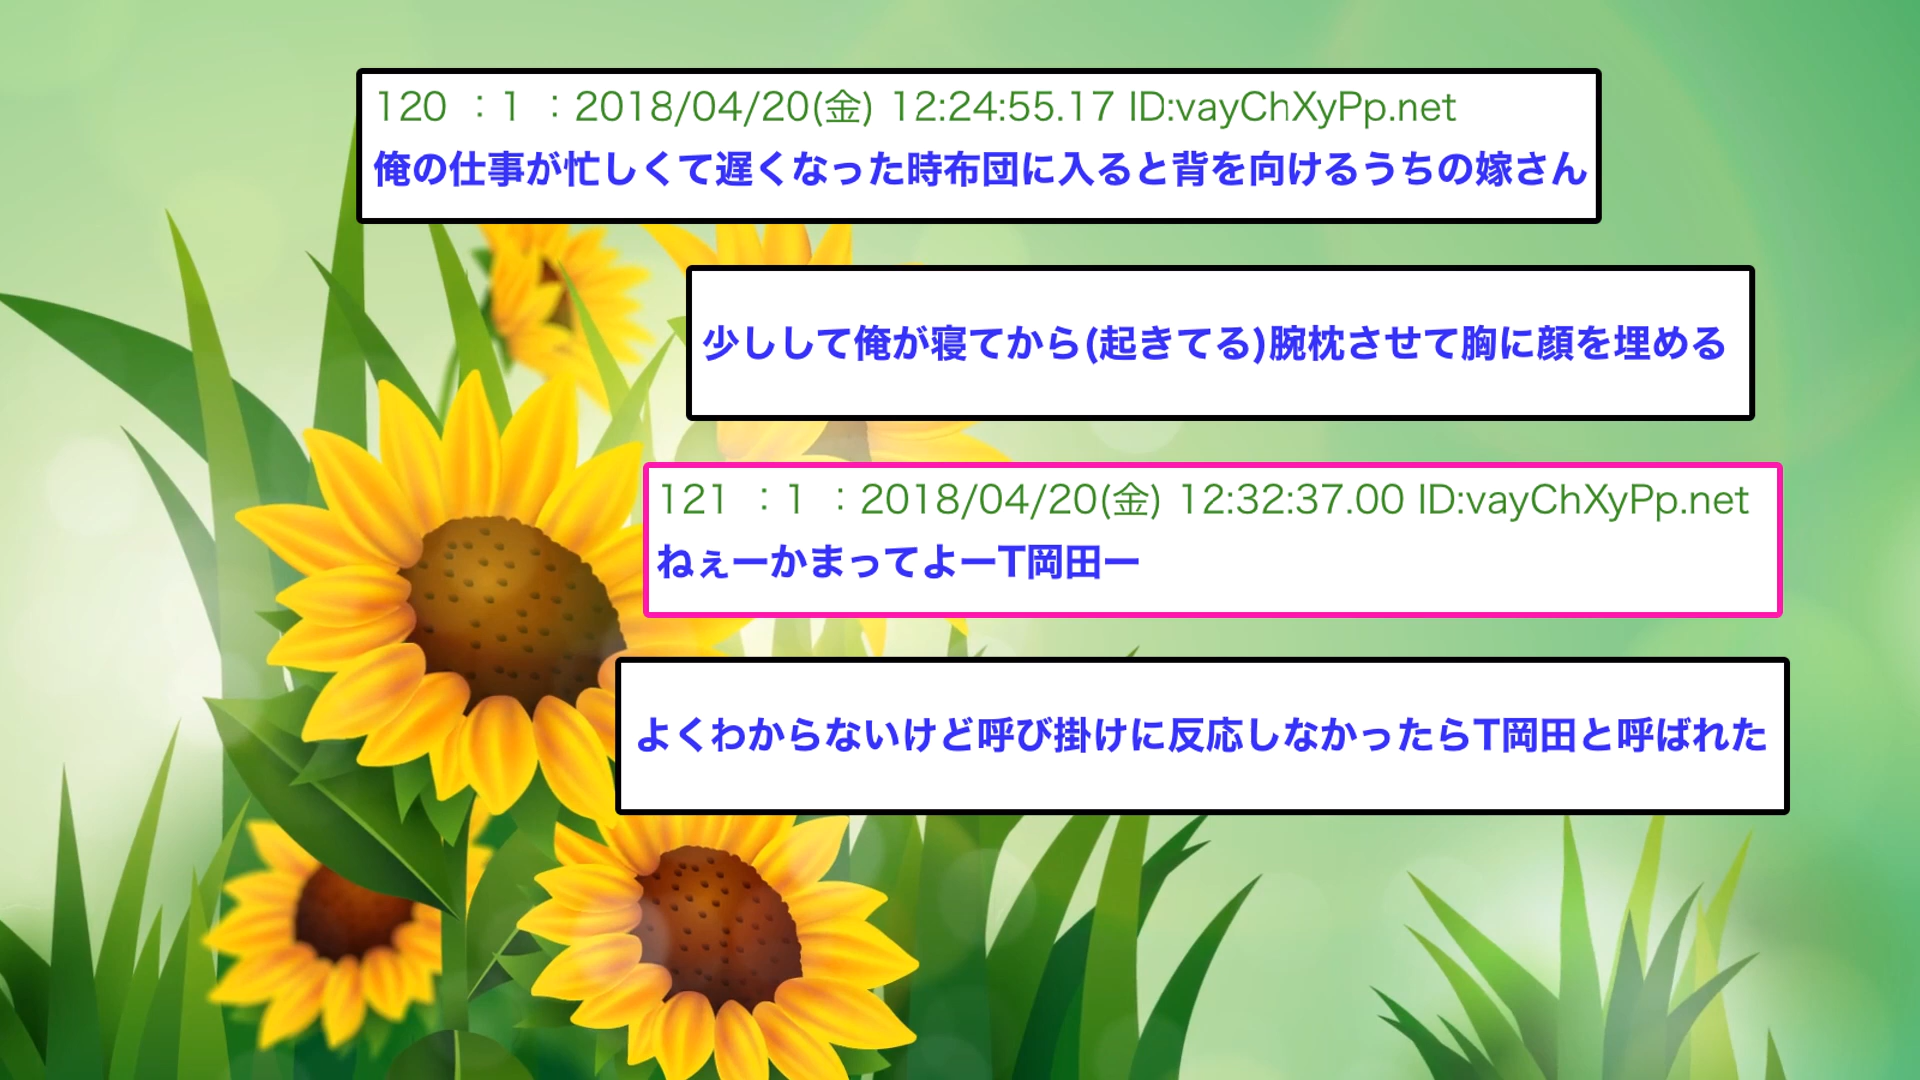 120 ：1 ：2018/04/20(金) 12:24:55.17 ID:vayChXyPp.net
俺の仕事が忙しくて遅くなった時布団に入ると背を向けるうちの嫁さん
少しして俺が寝てから(起きてる)腕枕させて胸に顔を埋める
121 ：1 ：2018/04/20(金) 12:32:37.00 ID:vayChXyPp.net
ねぇーかまってよーT岡田ー
よくわからないけど呼び掛けに反応しなかったらT岡田と呼ばれた